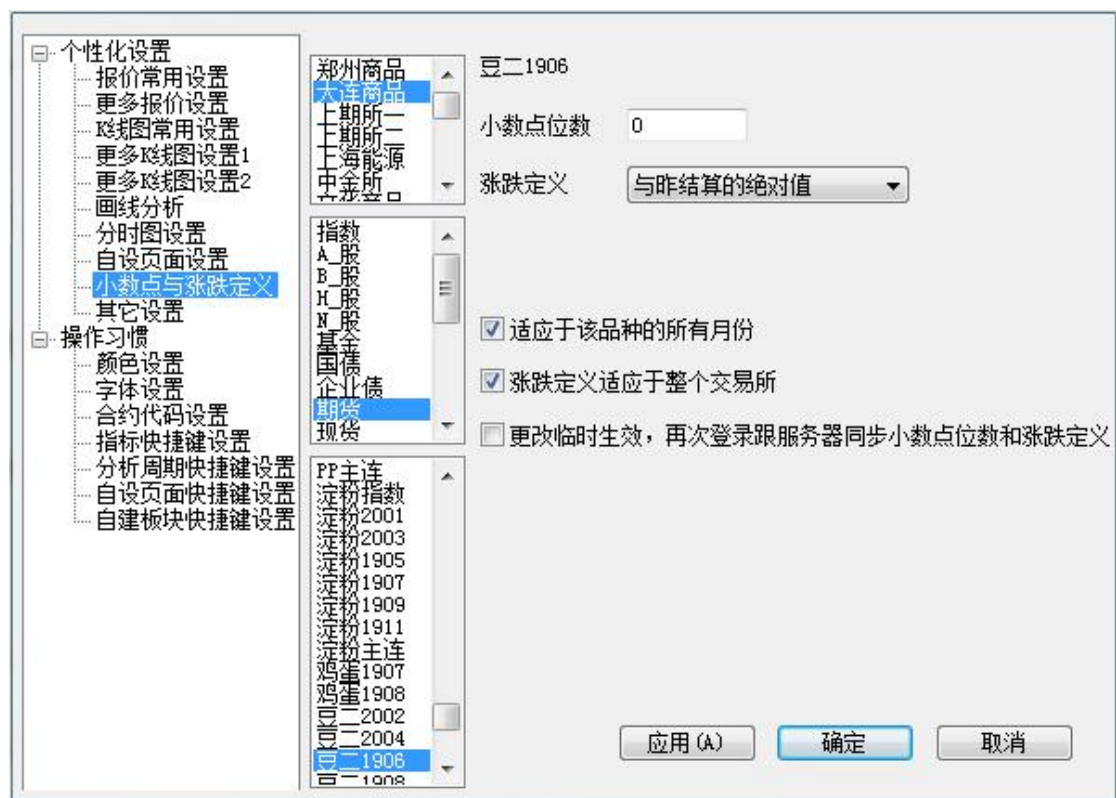 个性化设置
报价常用设置
更多报价设置
K线图常用设置
更多K线图设置1
更多K线图设置2
画线分析
分时图设置
自设页面设置
小数点与涨跌定义
其它设置
操作习惯
颜色设置
字体设置
合约代码设置
指标快捷键设置
分析周期快捷键设置
自设页面快捷键设置
自建板块快捷键设置
郑州商品
大连商品
上期所一
上期所二
上海能源
中金所
文华商品
指数
A_股
B_股
H_股
N_股
基金
国债
企业债
期货
现货
PP主连
淀粉指数
淀粉2001
淀粉2003
淀粉1905
淀粉1907
淀粉1909
淀粉1911
淀粉主连
鸡蛋1907
鸡蛋1908
豆二2002
豆二2004
豆二1906
豆二1908
豆二1906
小数点位数 0
涨跌定义 与昨结算的绝对值
适应于该品种的所有月份
涨跌定义适应于整个交易所
更改临时生效，再次登录跟服务器同步小数点位数和涨跌定义
应用(A) 确定 取消